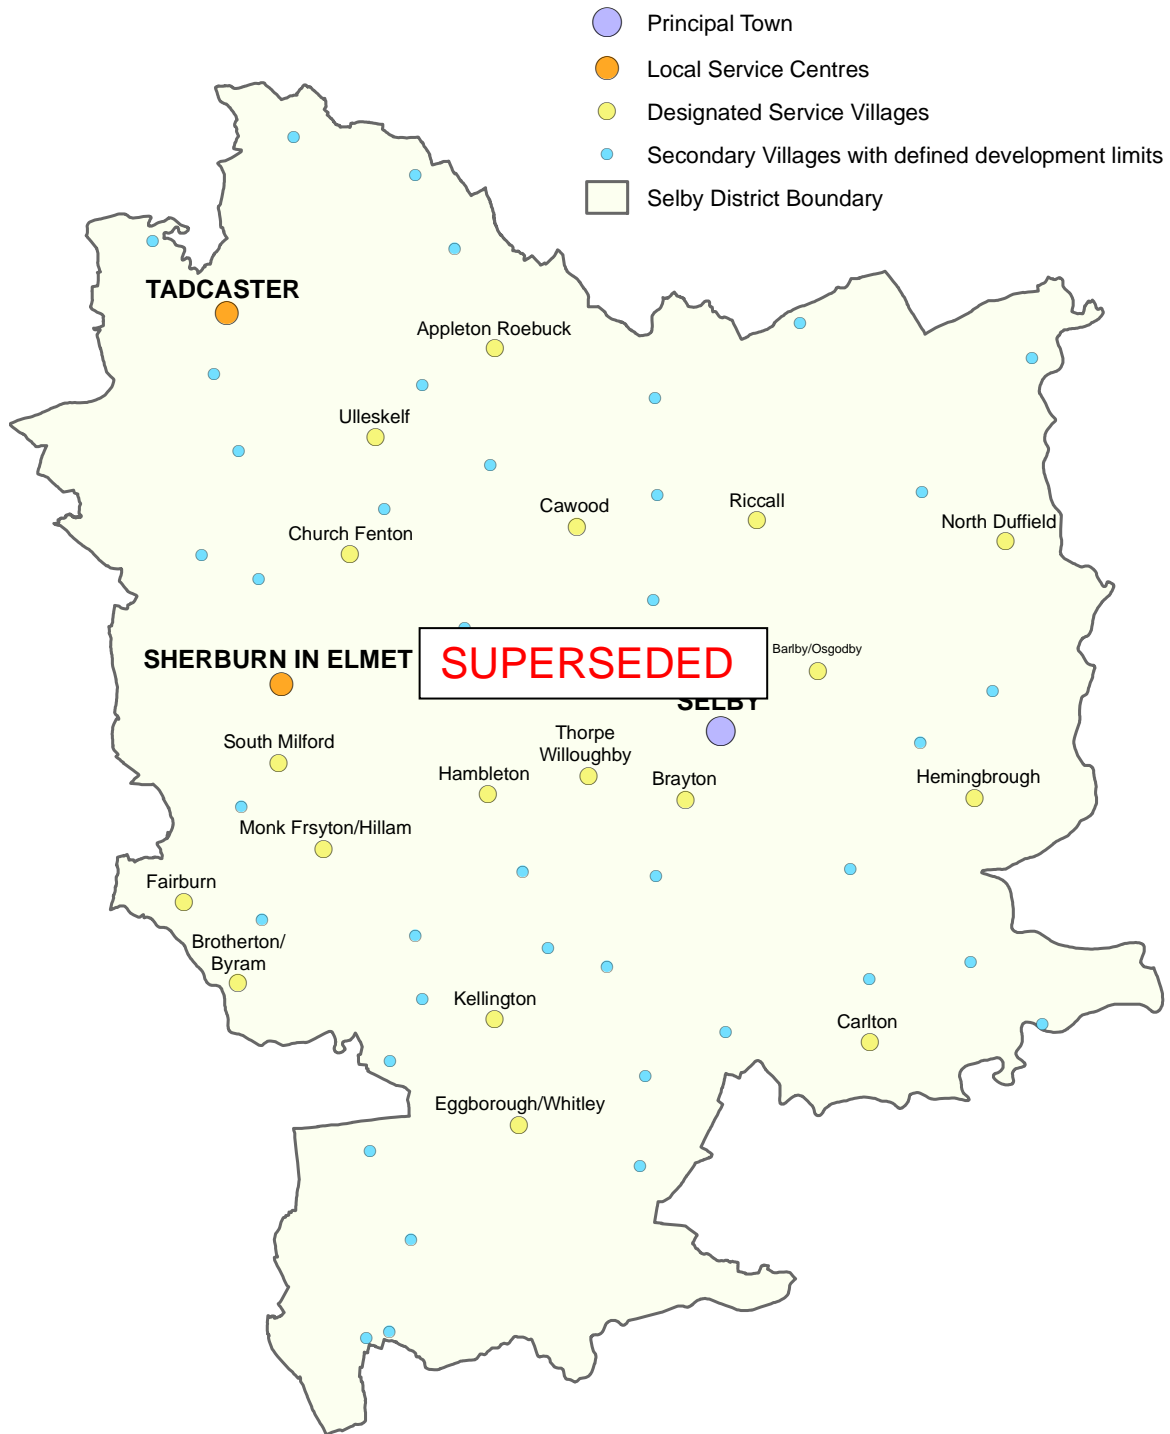 Principal Town
Local Service Centres
Designated Service Villages
Secondary Villages with defined development limits
Selby District Boundary
TADCASTER
Appleton Roebuck
Ulleskelf
Cawood
Riccall
North Duffield
Church Fenton
SHERBURN IN ELMET
SUPERSEDED
Barlby/Osgodby
SELBY
South Milford
Thorpe
Willoughby
Hambleton
Brayton
Hemingbrough
Monk Frsyton/Hillam
Fairburn
Brotherton/
Byram
Kellington
Carlton
Eggborough/Whitley